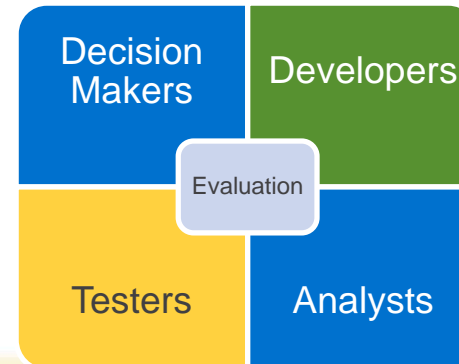 Decision
Makers
Developers
Evaluation
Testers
Analysts